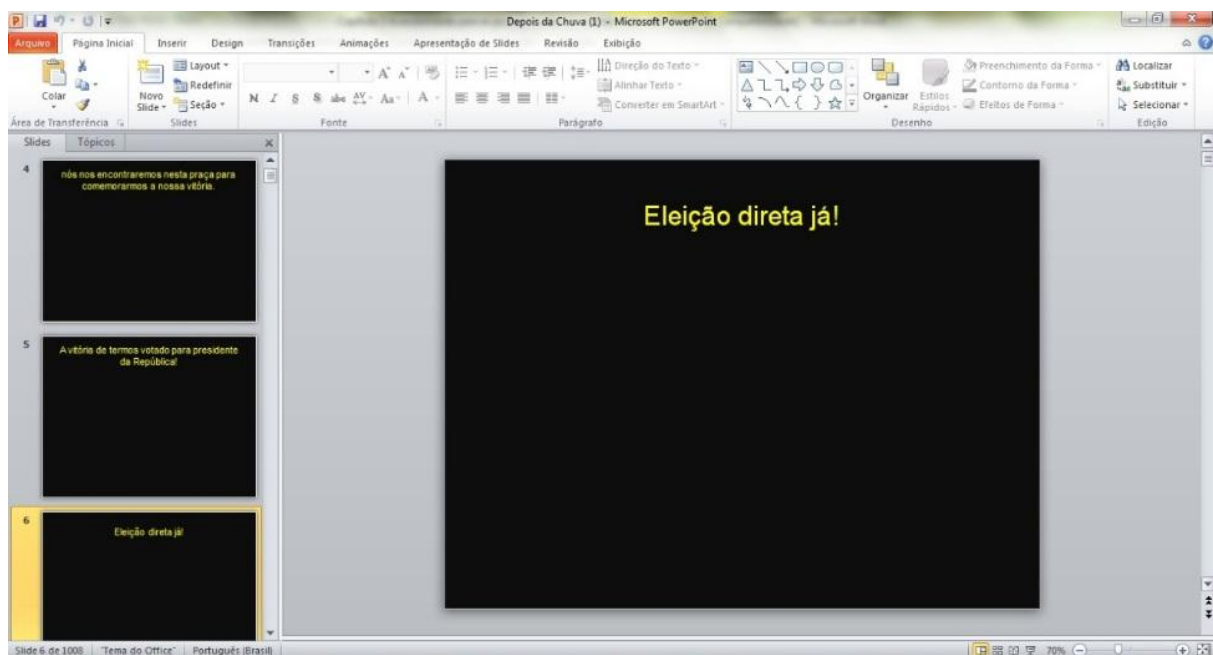 Depois da Chuva (1) - Microsoft PowerPoint
Arquivo Página Inicial Inserir Design Transições Animações Apresentação de Slides Revisão Exibição
Colar
Novo Slide
Layout
Redefinir
Seção
N I S S abc AV Aa A
Direção do Texto
Alinhar Texto
Converter em SmartArt
Organizar
Estilos Rápidos
Preenchimento da Forma
Contorno da Forma
Efeitos de Forma
Localizar
Substituir
Selecionar
Área de Transferência Slides Fonte Parágrafo Desenho Edição
Slides Tópicos
4
nós nos encontraremos nesta praça para
comemorarmos a nossa vitória.
5
A vitória de termos votado para presidente
da República!
6
Eleição direta já!
Eleição direta já!
Slide 6 de 1008 "Tema do Office" Português (Brasil) 70%